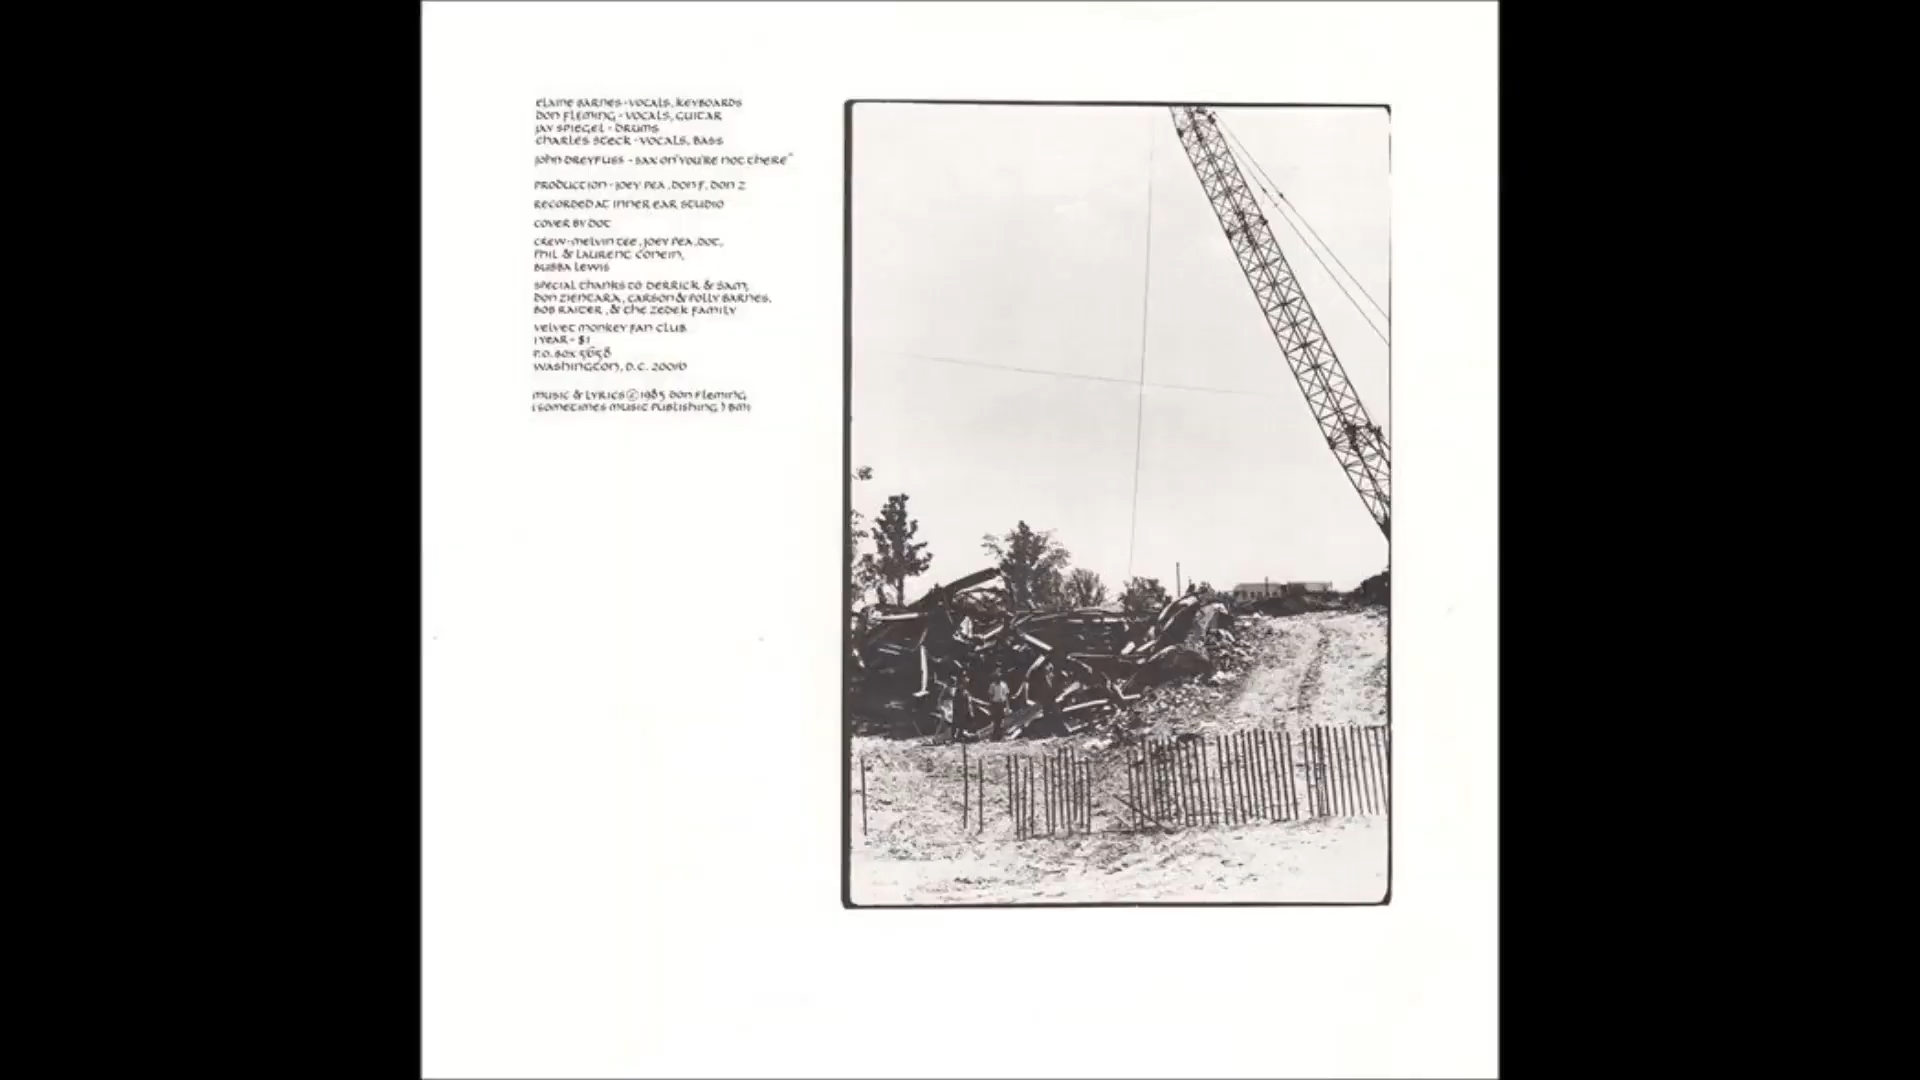 Elaine Barnes - vocals, keyboards
Don Fleming - vocals, guitar
Jay Spiegel - drums
Charles Steck - vocals, bass
John Dreyfuss - sax on "You're Not There"
Production - Joey Pea, Don F, Don Z
Recorded at Inner Ear Studio
Cover by Dot
Crew - Melvin Tee, Joey Pea, Dot,
Phil & Laurent Conein,
Bubba Lewis
Special thanks to Derrick & Sam,
Don Zientara, Carson & Polly Barnes,
Bob Raiter, & the Zedek family
Velvet Monkey Fan Club
1 year - $1
P.O. Box 5658
Washington, D.C. 20016
Music & Lyrics © 1985 Don Fleming
(Sometimes Music Publishing) BMI